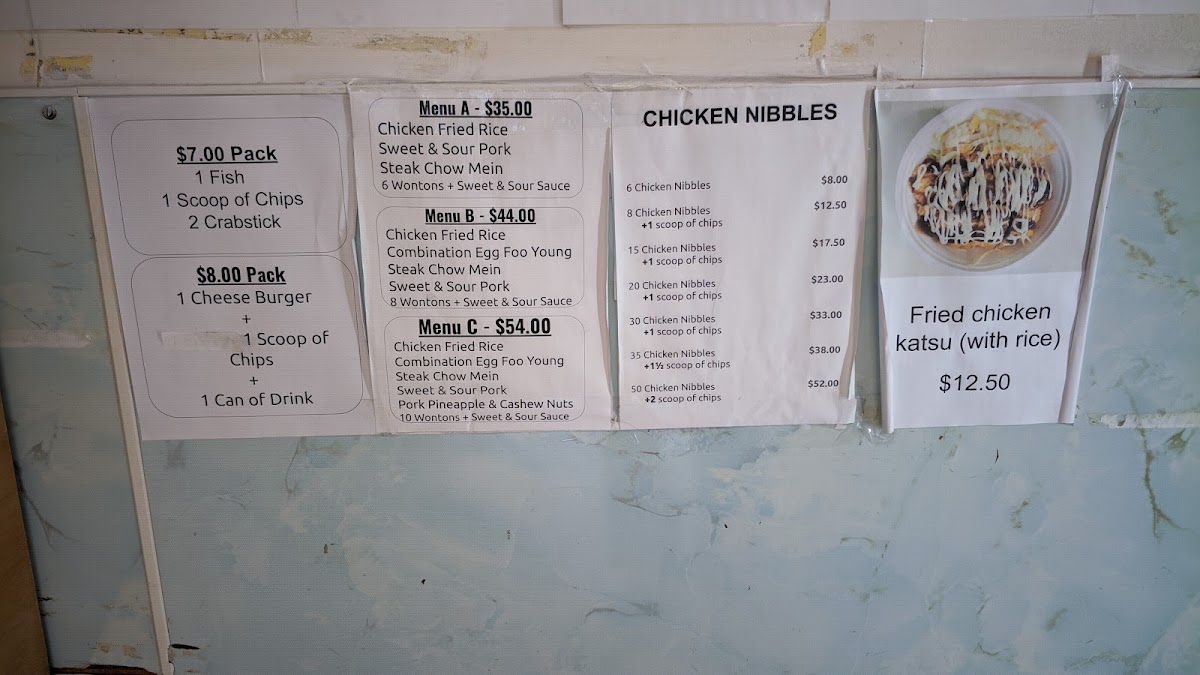 $7.00 Pack
1 Fish
1 Scoop of Chips
2 Crabstick
$8.00 Pack
1 Cheese Burger
+
1 Scoop of
Chips
+
1 Can of Drink
Menu A - $35.00
Chicken Fried Rice
Sweet & Sour Pork
Steak Chow Mein
6 Wontons + Sweet & Sour Sauce
Menu B - $44.00
Chicken Fried Rice
Combination Egg Foo Young
Steak Chow Mein
Sweet & Sour Pork
8 Wontons + Sweet & Sour Sauce
Menu C - $54.00
Chicken Fried Rice
Combination Egg Foo Young
Steak Chow Mein
Sweet & Sour Pork
Pork Pineapple & Cashew Nuts
10 Wontons + Sweet & Sour Sauce
CHICKEN NIBBLES
6 Chicken Nibbles $8.00
8 Chicken Nibbles $12.50
+1 scoop of chips
15 Chicken Nibbles $17.50
+1 scoop of chips
20 Chicken Nibbles $23.00
+1 scoop of chips
30 Chicken Nibbles $33.00
+1 scoop of chips
35 Chicken Nibbles $38.00
+1½ scoop of chips
50 Chicken Nibbles $52.00
+2 scoop of chips
Fried chicken
katsu (with rice)
$12.50